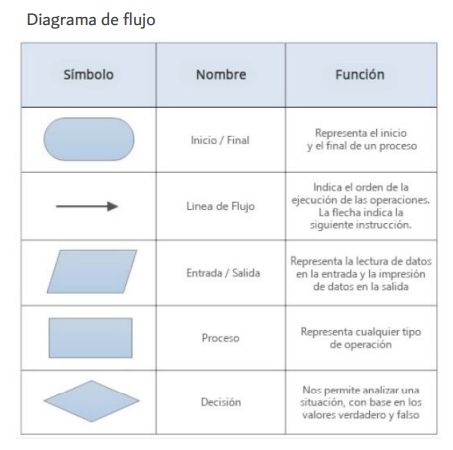 Diagrama de flujo
Símbolo
Nombre
Función
Inicio / Final
Representa el inicio
y el final de un proceso
Linea de Flujo
Indica el orden de la
ejecución de las operaciones.
La flecha indica la
siguiente instrucción.
Entrada / Salida
Representa la lectura de datos
en la entrada y la impresión
de datos en la salida
Proceso
Representa cualquier tipo
de operación
Decisión
Nos permite analizar una
situación, con base en los
valores verdadero y falso